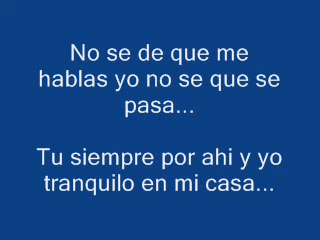 No se de que me
hablas yo no se que se
pasa...
Tu siempre por ahi y yo
tranquilo en mi casa...